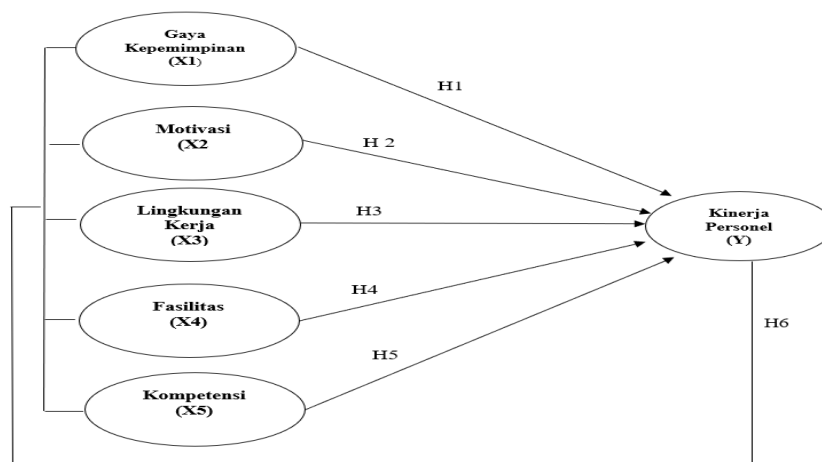 Gaya
Kepemimpinan
(X1)
H1
Motivasi
(X2
H 2
Lingkungan
Kerja
(X3)
H3
Kinerja
Personel
(Y)
Fasilitas
(X4)
H4
H6
Kompetensi
(X5)
H5